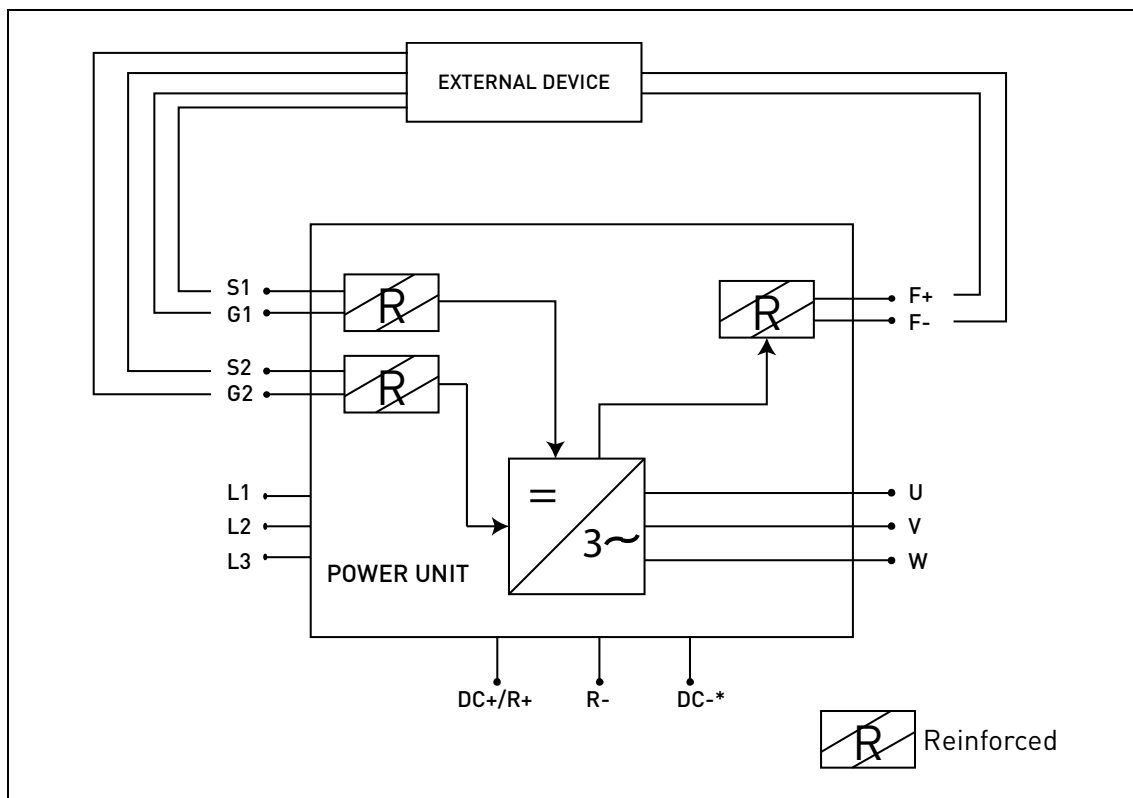 EXTERNAL DEVICE
S1
G1
R
R
F+
F-
S2
G2
R
L1
L2
L3
=
3~
U
V
W
POWER UNIT
DC+/R+
R-
DC-*
R
Reinforced